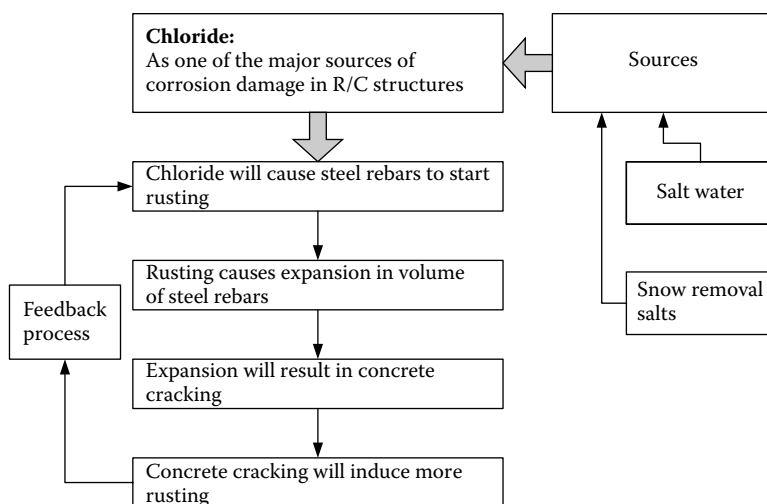 Chloride:
As one of the major sources of
corrosion damage in R/C structures
Sources
Chloride will cause steel rebars to start
rusting
Salt water
Rusting causes expansion in volume
of steel rebars
Snow removal
salts
Feedback
process
Expansion will result in concrete
cracking
Concrete cracking will induce more
rusting